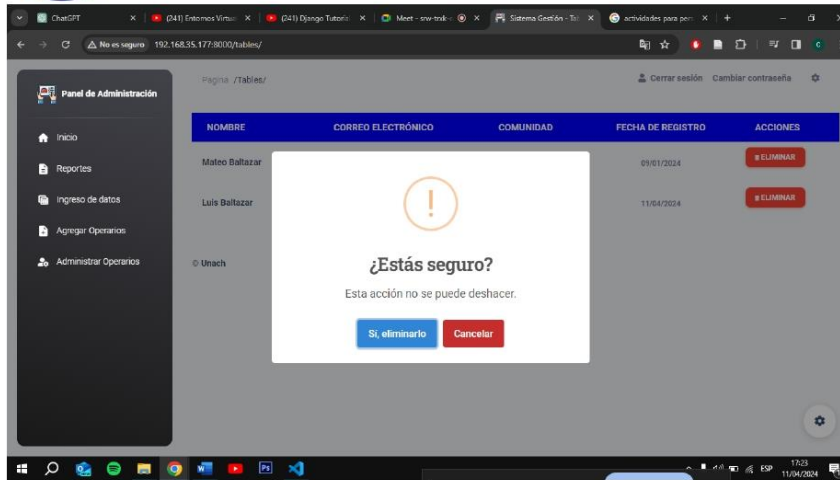 ChatGPT
(241) Entornos Virtua
(241) Django Tutoria
Meet - snw-tnxk-
Sistema Gestión - Ta
actividades para per
No es seguro 192.168.35.177:8000/tables/
Panel de Administración
Pagina /Tables/
Cerrar sesión Cambiar contraseña
Inicio
Reportes
Ingreso de datos
Agregar Operarios
Administrar Operarios
NOMBRE CORREO ELECTRÓNICO COMUNIDAD FECHA DE REGISTRO ACCIONES
Mateo Baltazar 09/01/2024 ELIMINAR
Luis Baltazar 11/04/2024 ELIMINAR
© Unach
!
¿Estás seguro?
Esta acción no se puede deshacer.
Sí, eliminarlo Cancelar
ESP 17:23
11/04/2024